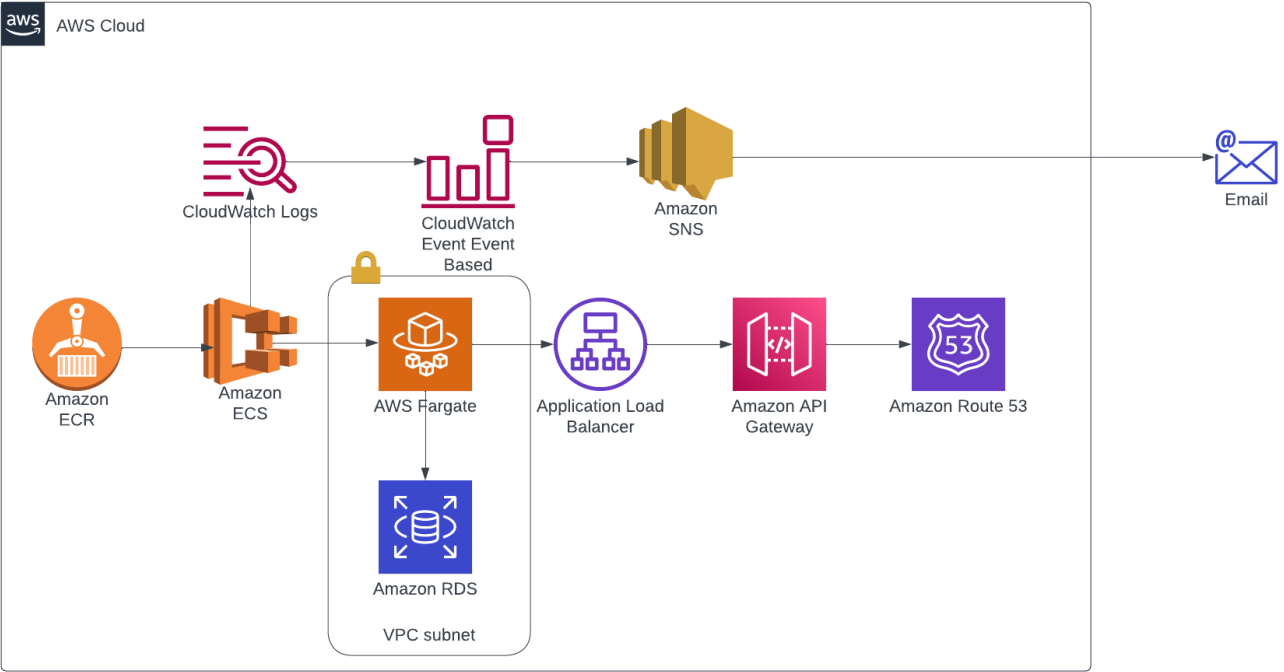 aws
AWS Cloud
CloudWatch Logs
CloudWatch
Event Event
Based
Amazon
SNS
@
Email
Amazon
ECR
Amazon
ECS
AWS Fargate
Application Load
Balancer
</>
Amazon API
Gateway
53
Amazon Route 53
Amazon RDS
VPC subnet